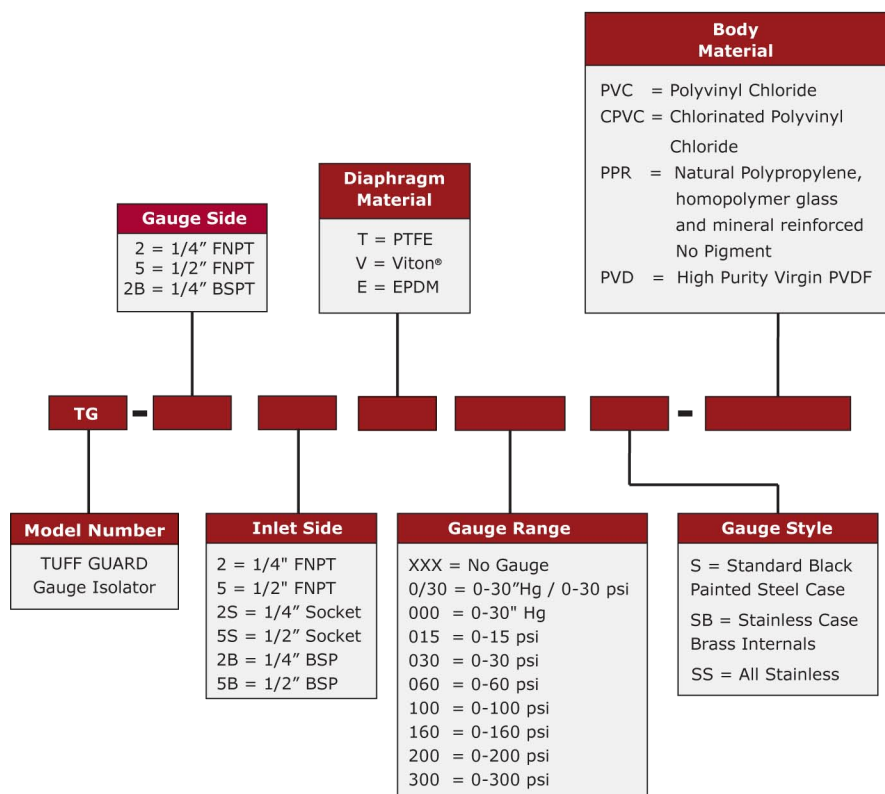 Body
Material
PVC = Polyvinyl Chloride
CPVC = Chlorinated Polyvinyl
Chloride
PPR = Natural Polypropylene,
homopolymer glass
and mineral reinforced
No Pigment
PVD = High Purity Virgin PVDF
Diaphragm
Material
T = PTFE
V = Viton®
E = EPDM
Gauge Side
2 = 1/4” FNPT
5 = 1/2” FNPT
2B = 1/4” BSPT
TG - -
Model Number
TUFF GUARD
Gauge Isolator
Inlet Side
2 = 1/4" FNPT
5 = 1/2" FNPT
2S = 1/4” Socket
5S = 1/2” Socket
2B = 1/4” BSP
5B = 1/2” BSP
Gauge Range
XXX = No Gauge
0/30 = 0-30”Hg / 0-30 psi
000 = 0-30" Hg
015 = 0-15 psi
030 = 0-30 psi
060 = 0-60 psi
100 = 0-100 psi
160 = 0-160 psi
200 = 0-200 psi
300 = 0-300 psi
Gauge Style
S = Standard Black
Painted Steel Case
SB = Stainless Case
Brass Internals
SS = All Stainless